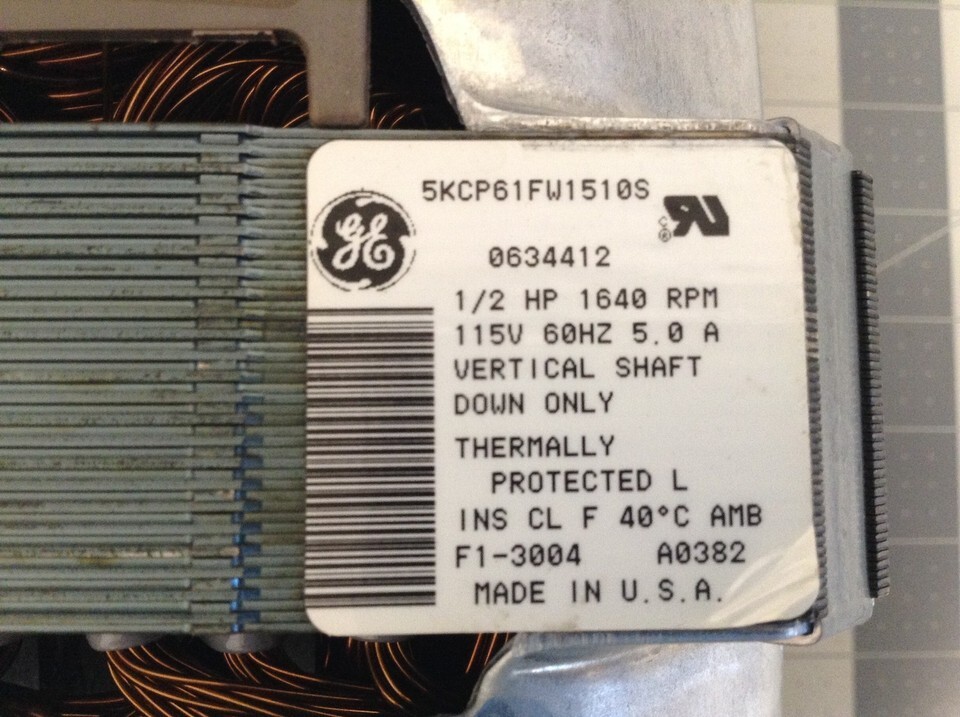 5KCP61FW1510S
GE
0634412
1/2 HP 1640 RPM
115V 60HZ 5.0 A
VERTICAL SHAFT
DOWN ONLY
THERMALLY
PROTECTED L
INS CL F 40°C AMB
F1-3004 A0382
MADE IN U.S.A.